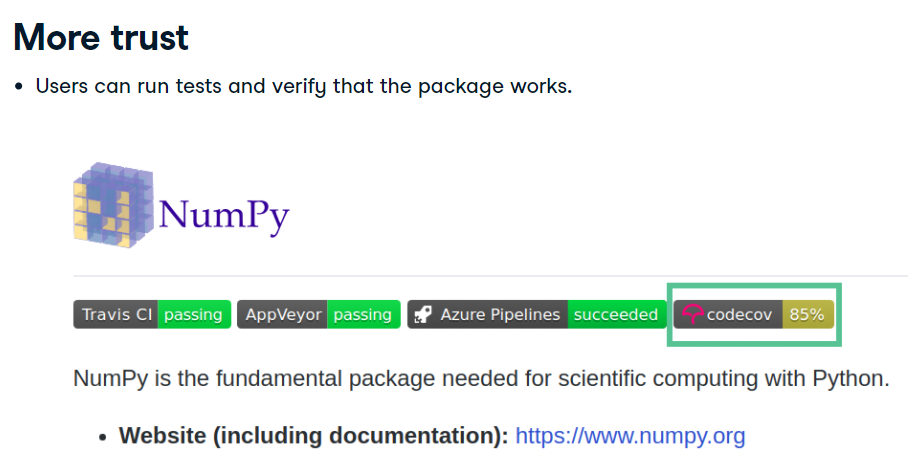 More trust
• Users can run tests and verify that the package works.
NumPy
Travis CI passing AppVeyor passing Azure Pipelines succeeded codecov 85%
NumPy is the fundamental package needed for scientific computing with Python.
• Website (including documentation): https://www.numpy.org